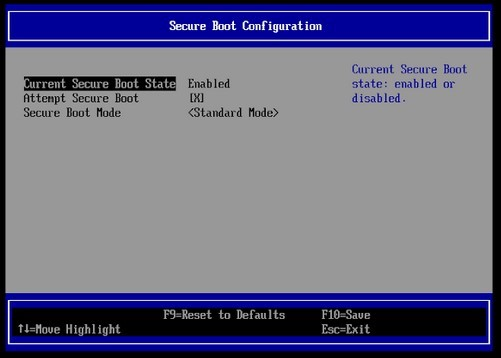 Secure Boot Configuration
Current Secure Boot State Enabled
Attempt Secure Boot [X]
Secure Boot Mode <Standard Mode>
Current Secure Boot
state: enabled or
disabled.
F9=Reset to Defaults F10=Save
↑↓=Move Highlight Esc=Exit